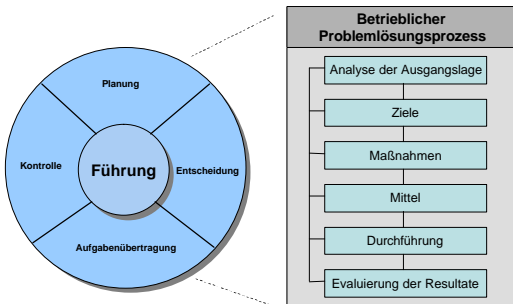 Planung
Kontrolle
Führung
Entscheidung
Aufgabenübertragung
Betrieblicher
Problemlösungsprozess
Analyse der Ausgangslage
Ziele
Maßnahmen
Mittel
Durchführung
Evaluierung der Resultate